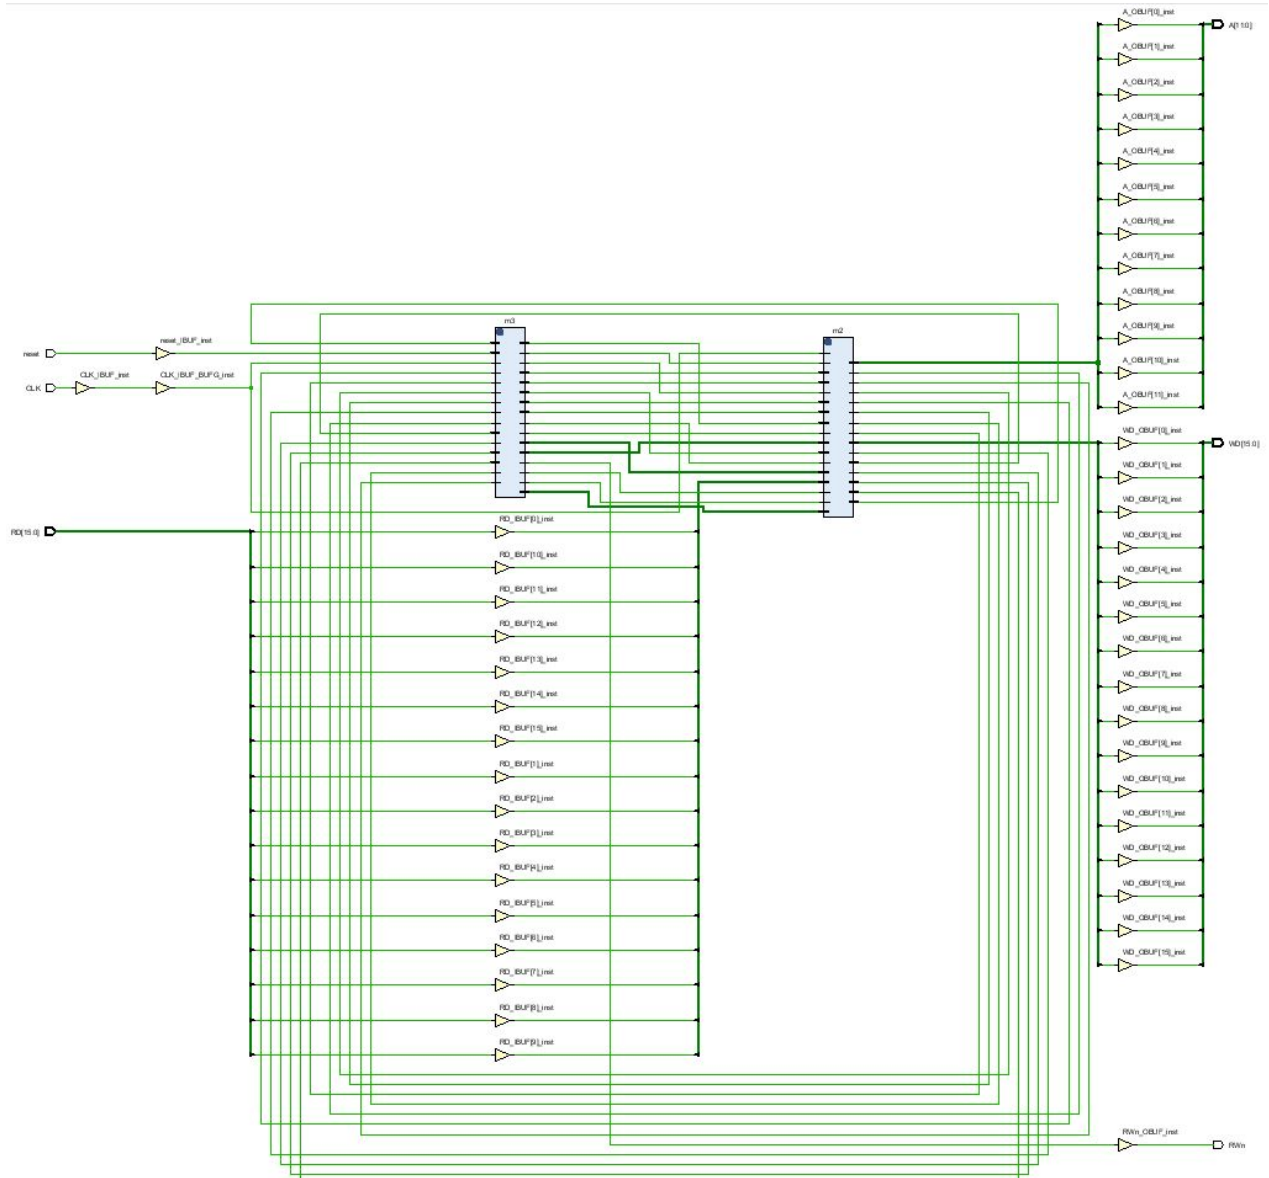 A_OBUF[0]_inst
A[11:0]
A_OBUF[1]_inst
A_OBUF[2]_inst
A_OBUF[3]_inst
A_OBUF[4]_inst
A_OBUF[5]_inst
A_OBUF[6]_inst
A_OBUF[7]_inst
A_OBUF[8]_inst
m3
m2
reset
reset_IBUF_inst
A_OBUF[9]_inst
CLK
CLK_IBUF_inst
CLK_IBUF_BUFG_inst
A_OBUF[10]_inst
A_OBUF[11]_inst
WD_OBUF[0]_inst
WD[15:0]
WD_OBUF[1]_inst
WD_OBUF[2]_inst
RD[15:0]
RD_IBUF[0]_inst
WD_OBUF[3]_inst
RD_IBUF[10]_inst
WD_OBUF[4]_inst
RD_IBUF[11]_inst
WD_OBUF[5]_inst
RD_IBUF[12]_inst
WD_OBUF[6]_inst
RD_IBUF[13]_inst
WD_OBUF[7]_inst
RD_IBUF[14]_inst
WD_OBUF[8]_inst
RD_IBUF[15]_inst
WD_OBUF[9]_inst
RD_IBUF[1]_inst
WD_OBUF[10]_inst
RD_IBUF[2]_inst
WD_OBUF[11]_inst
RD_IBUF[3]_inst
WD_OBUF[12]_inst
RD_IBUF[4]_inst
WD_OBUF[13]_inst
RD_IBUF[5]_inst
WD_OBUF[14]_inst
RD_IBUF[6]_inst
WD_OBUF[15]_inst
RD_IBUF[7]_inst
RD_IBUF[8]_inst
RD_IBUF[9]_inst
RWn_OBUF_inst
RWn